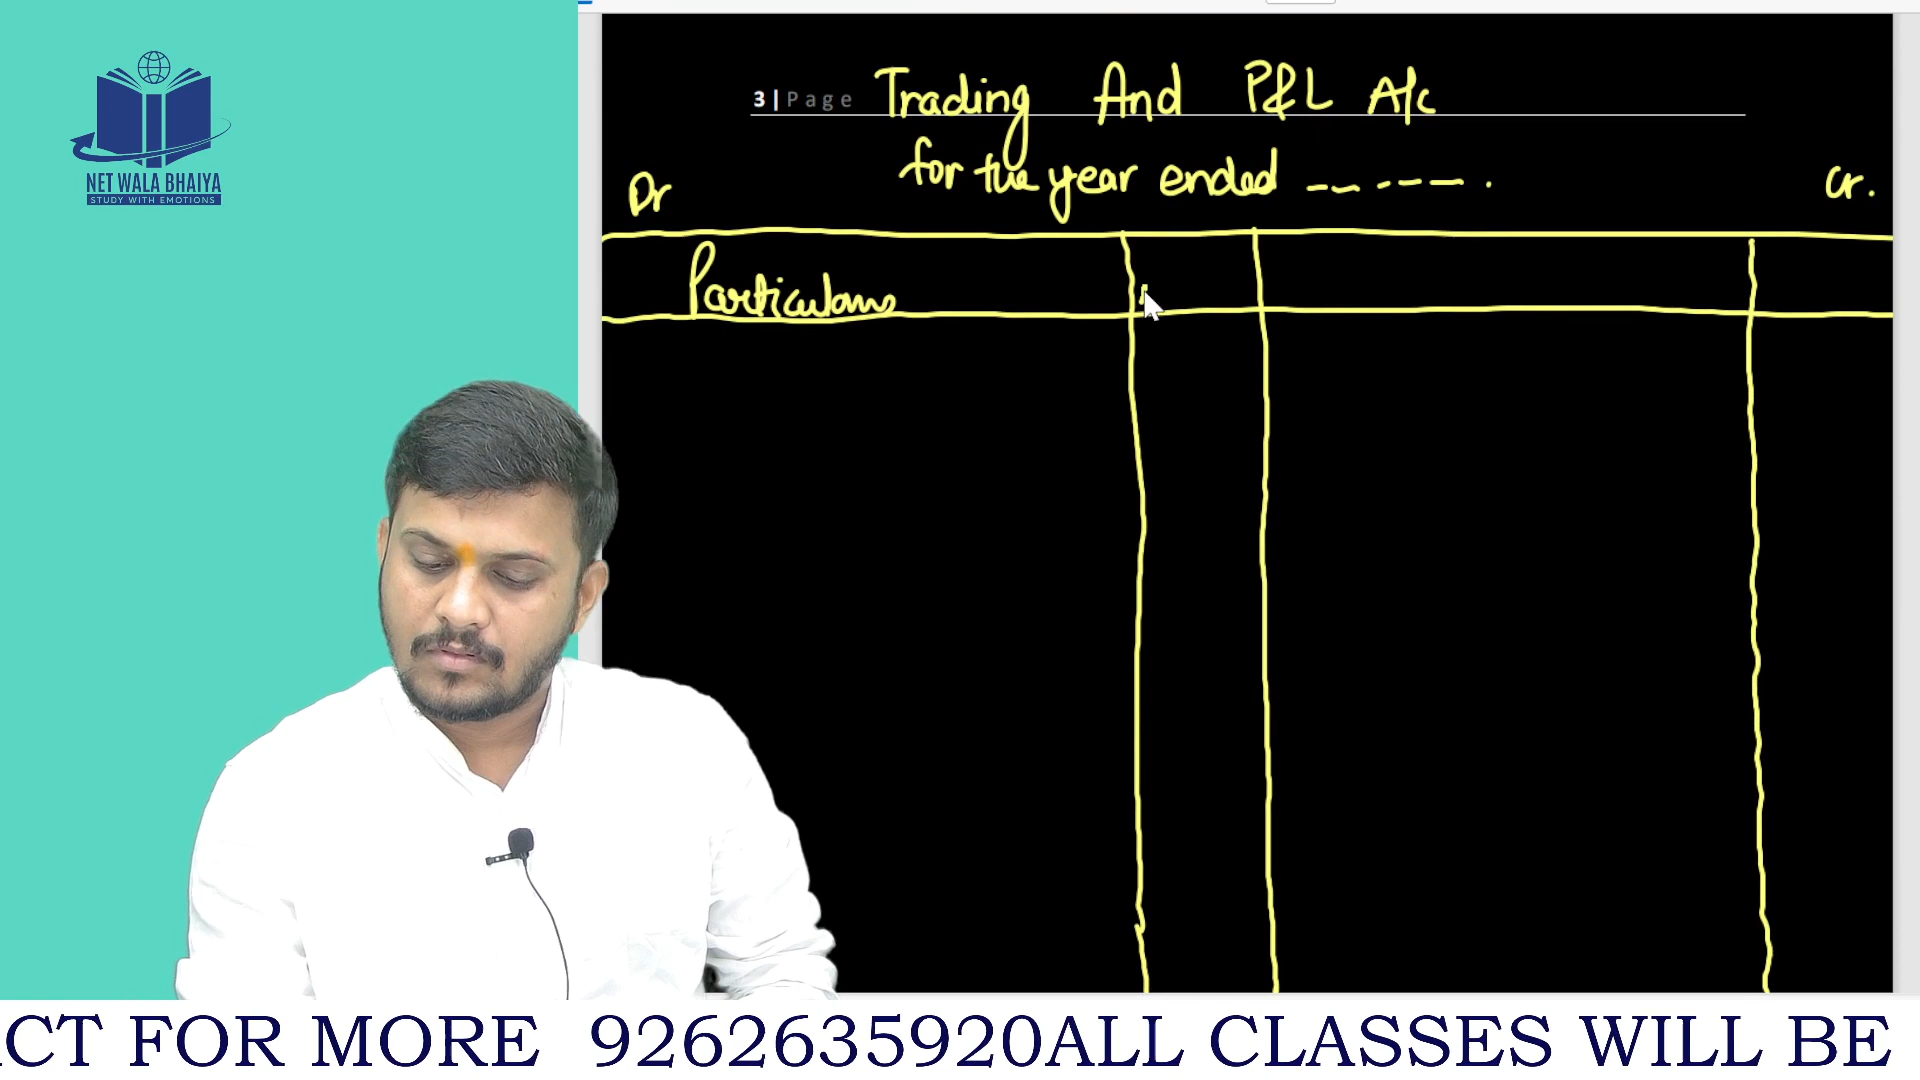 NET WALA BHAIYA
STUDY WITH EMOTIONS
3 | Page
Trading And P&L A/c
for the year ended -- --- .
Dr
Cr.
Particulars
ACT FOR MORE 9262635920ALL CLASSES WILL BE